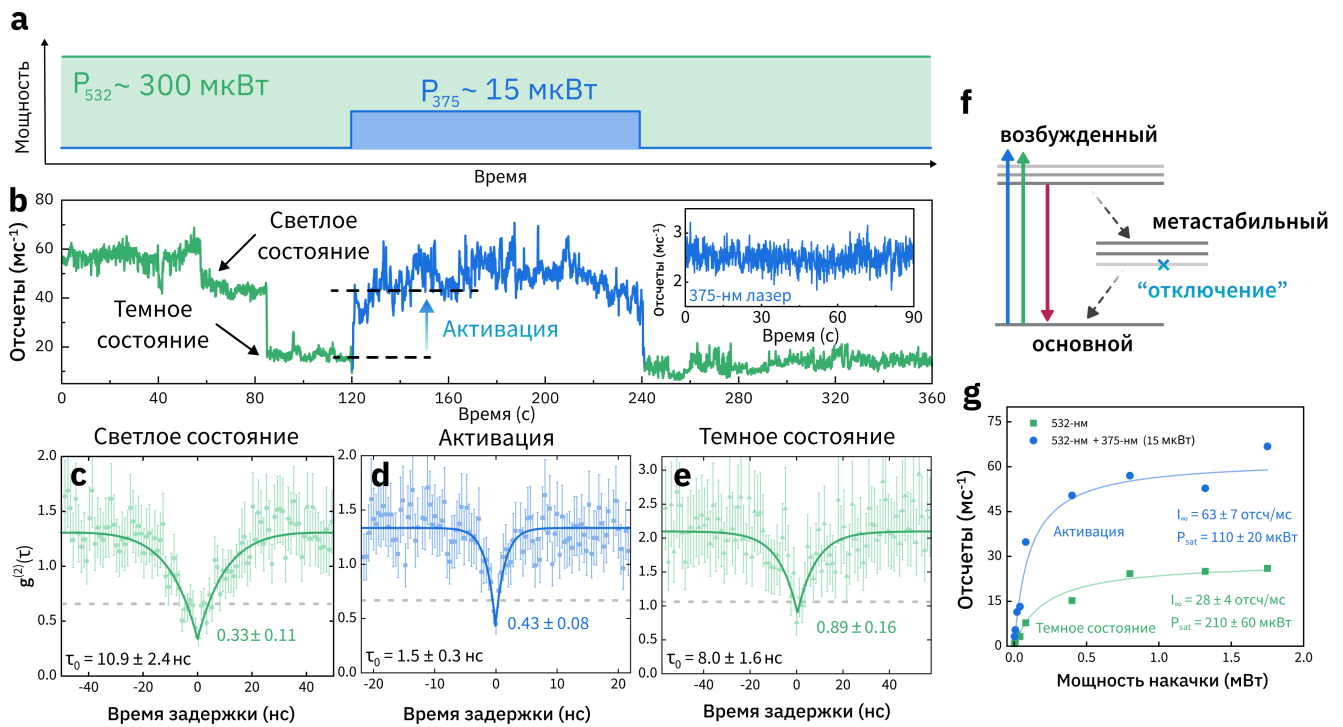 a
Мощность
P532 ~ 300 мкВт
P375 ~ 15 мкВт
Время
b
Отсчеты (мс⁻¹)
80
60
40
20
Светлое
состояние
Темное
состояние
Активация
Отсчеты (мс⁻¹)
3
2
375-нм лазер
0 30 60 90
Время (с)
0 40 80 120 160 200 240 280 320 360
Время (с)
Светлое состояние
c
g⁽²⁾(τ)
2.0
1.5
1.0
0.5
0.0
0.33 ± 0.11
τ₀ = 10.9 ± 2.4 нс
-40 -20 0 20 40
Время задержки (нс)
Активация
d
2.0
1.5
1.0
0.5
0.0
0.43 ± 0.08
τ₀ = 1.5 ± 0.3 нс
-20 -10 0 10 20
Время задержки (нс)
Темное состояние
e
3.0
2.5
2.0
1.5
1.0
0.5
0.0
0.89 ± 0.16
τ₀ = 8.0 ± 1.6 нс
-40 -20 0 20 40
Время задержки (нс)
f
возбужденный
метастабильный
“отключение”
основной
g
Отсчеты (мс⁻¹)
75
60
45
30
15
0
532-нм
532-нм + 375-нм (15 мкВт)
Активация
I∞ = 63 ± 7 отсч/мс
Psat = 110 ± 20 мкВт
Темное состояние
I∞ = 28 ± 4 отсч/мс
Psat = 210 ± 60 мкВт
0.0 0.5 1.0 1.5 2.0
Мощность накачки (мВт)